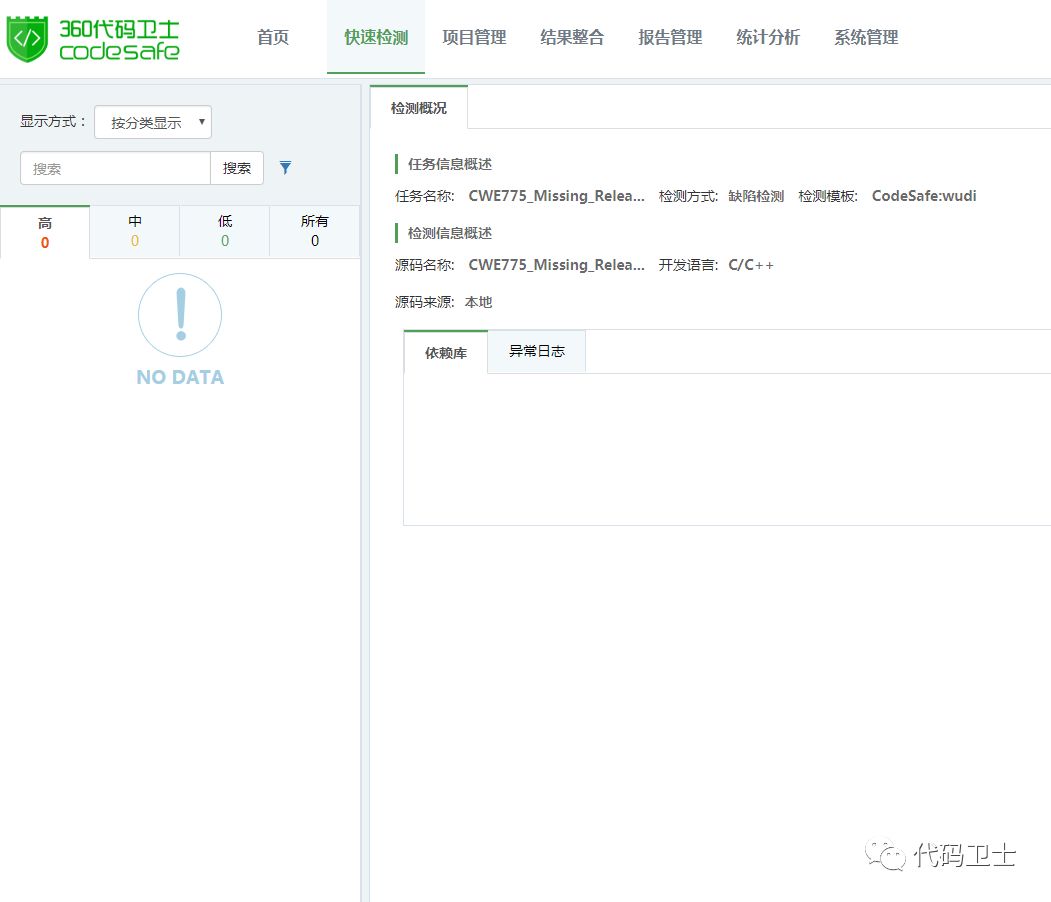 360代码卫士
codesafe
首页 快速检测 项目管理 结果整合 报告管理 统计分析 系统管理
显示方式： 按分类显示
搜索 搜索
高 中 低 所有
0 0 0 0
NO DATA
检测概况
任务信息概述
任务名称: CWE775_Missing_Relea... 检测方式: 缺陷检测 检测模板: CodeSafe:wudi
检测信息概述
源码名称: CWE775_Missing_Relea... 开发语言: C/C++
源码来源: 本地
依赖库 异常日志
代码卫士